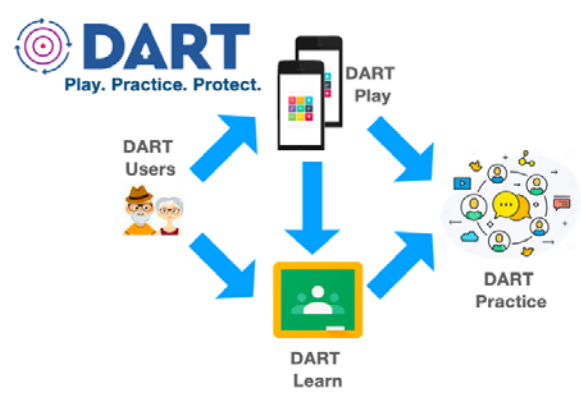 DART
Play. Practice. Protect.
DART
Play
DART
Users
DART
Practice
DART
Learn